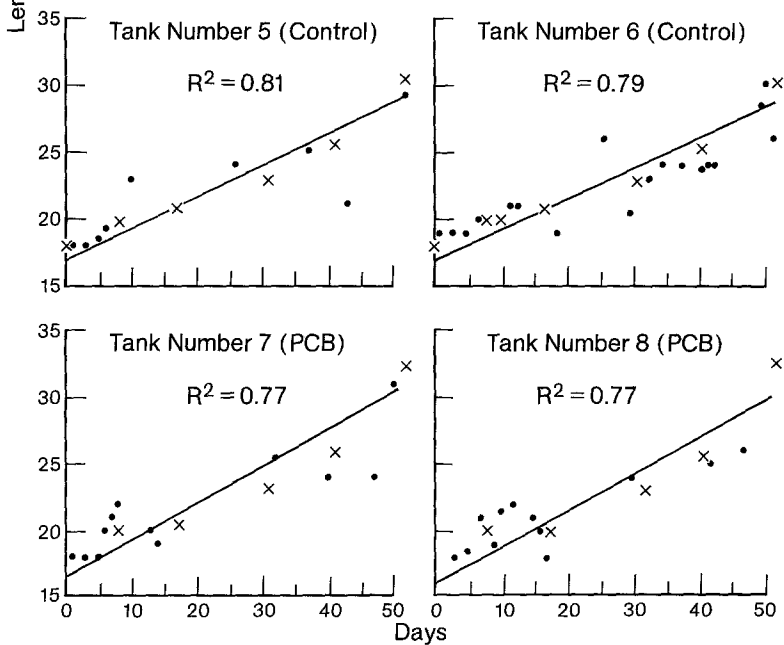 Len
35
30
25
20
15
Tank Number 5 (Control)
R2 = 0.81
Tank Number 6 (Control)
R2 = 0.79
35
30
25
20
15
Tank Number 7 (PCB)
R2 = 0.77
Tank Number 8 (PCB)
R2 = 0.77
0 10 20 30 40 50
0 10 20 30 40 50
Days